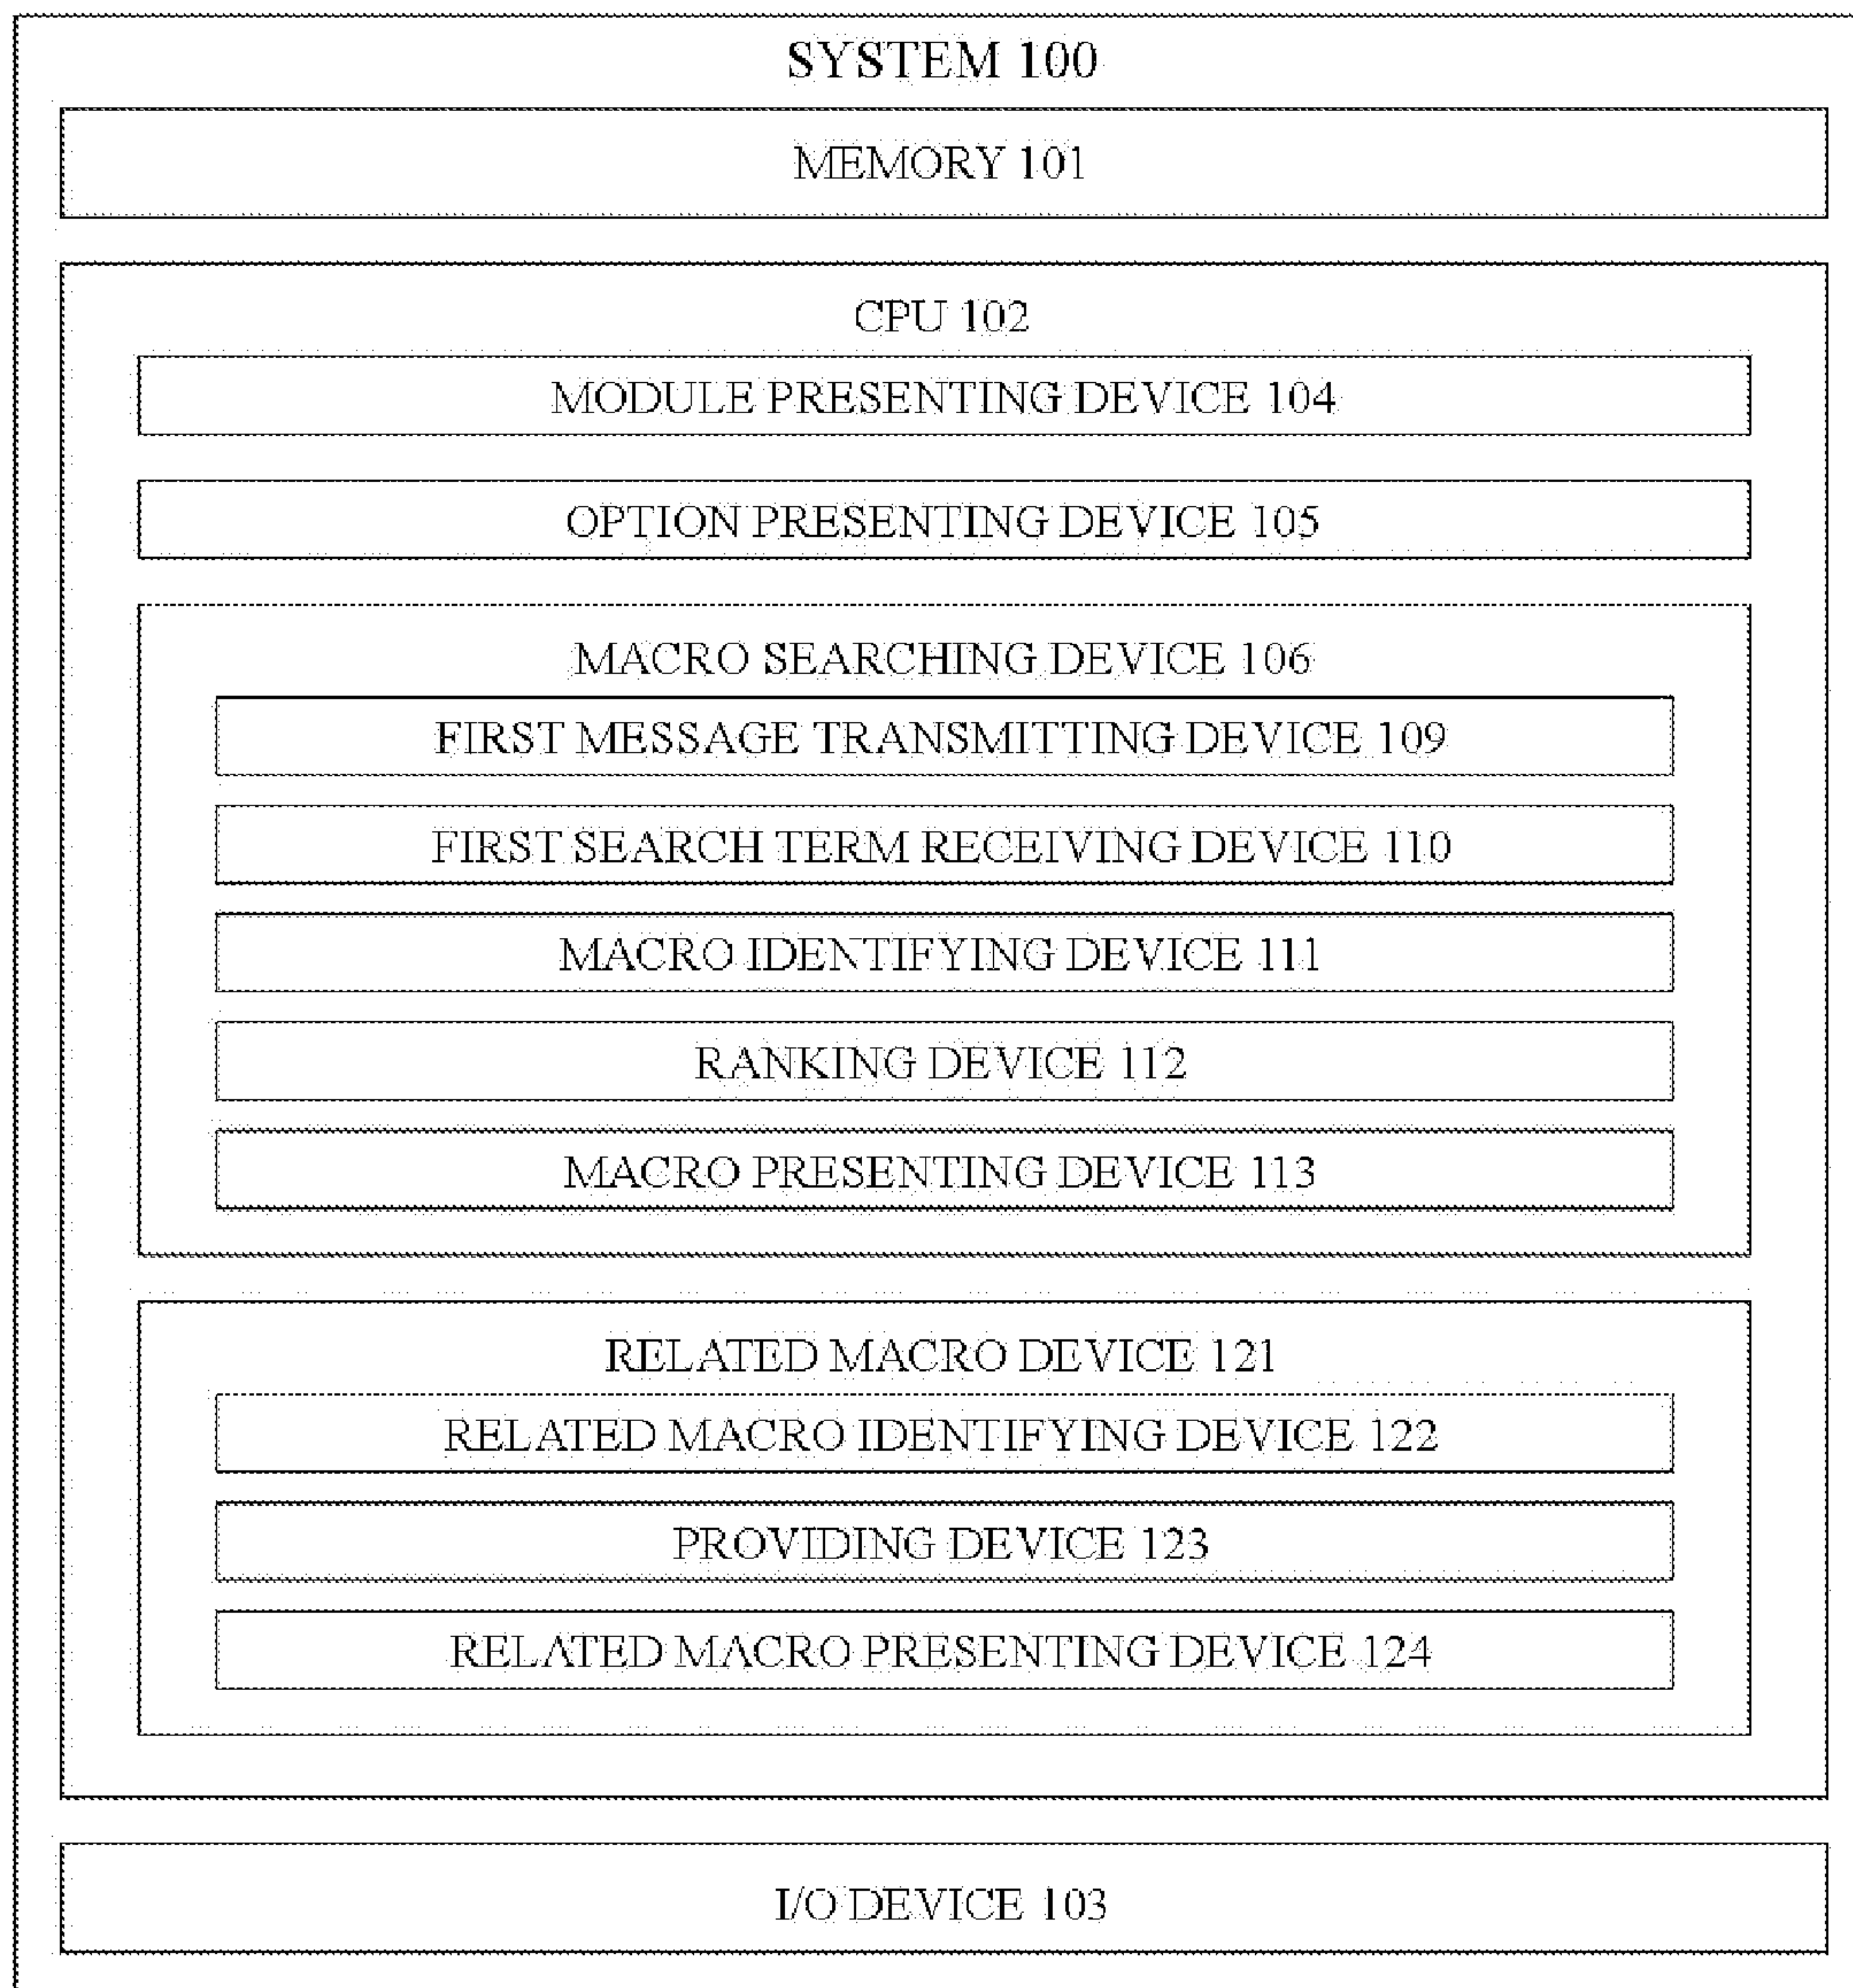 SYSTEM 100
MEMORY 101
CPU 102
MODULE PRESENTING DEVICE 104
OPTION PRESENTING DEVICE 105
MACRO SEARCHING DEVICE 106
FIRST MESSAGE TRANSMITTING DEVICE 109
FIRST SEARCH TERM RECEIVING DEVICE 110
MACRO IDENTIFYING DEVICE 111
RANKING DEVICE 112
MACRO PRESENTING DEVICE 113
RELATED MACRO DEVICE 121
RELATED MACRO IDENTIFYING DEVICE 122
PROVIDING DEVICE 123
RELATED MACRO PRESENTING DEVICE 124
I/O DEVICE 103